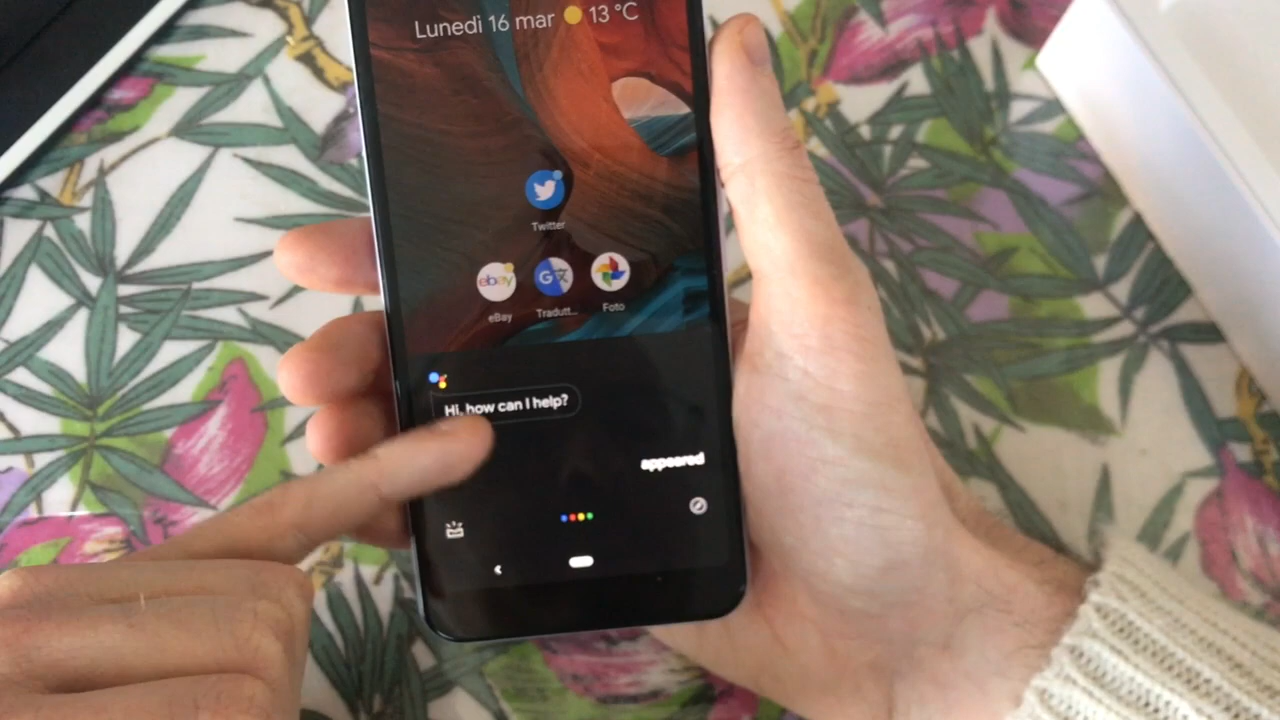 Lunedì 16 mar 13 °C
Twitter
ebay
G
eBay
Tradutt...
Foto
Hi, how can I help?
appeared